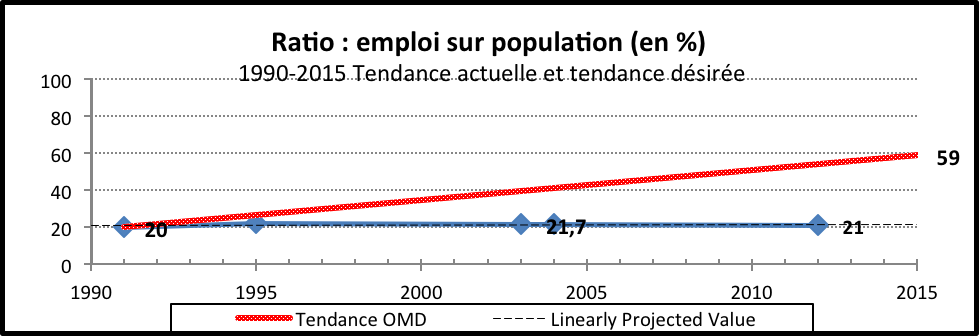 Ratio : emploi sur population (en %)
1990-2015 Tendance actuelle et tendance désirée
100
80
60
40
20
0
59
20
21,7
21
1990 1995 2000 2005 2010 2015
Tendance OMD Linearly Projected Value